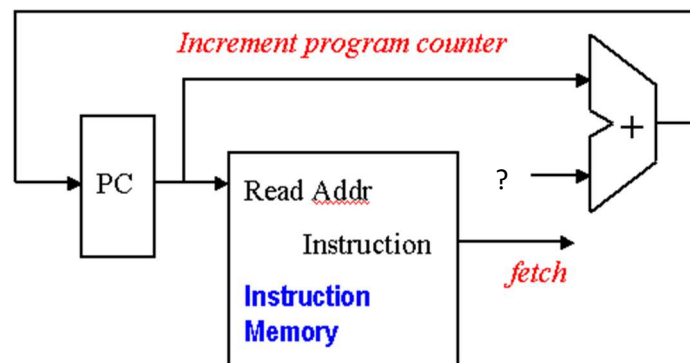 Increment program counter
+
PC
Read Addr
?
Instruction
fetch
Instruction
Memory